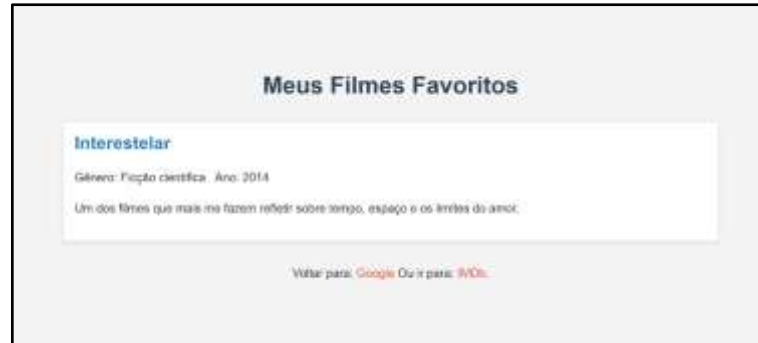 Meus Filmes Favoritos
Interestelar
Gênero: Ficção científica Ano: 2014
Um dos filmes que mais me fazem refletir sobre tempo, espaço e os limites do amor.
Voltar para: Google Ou ir para: IMDb.